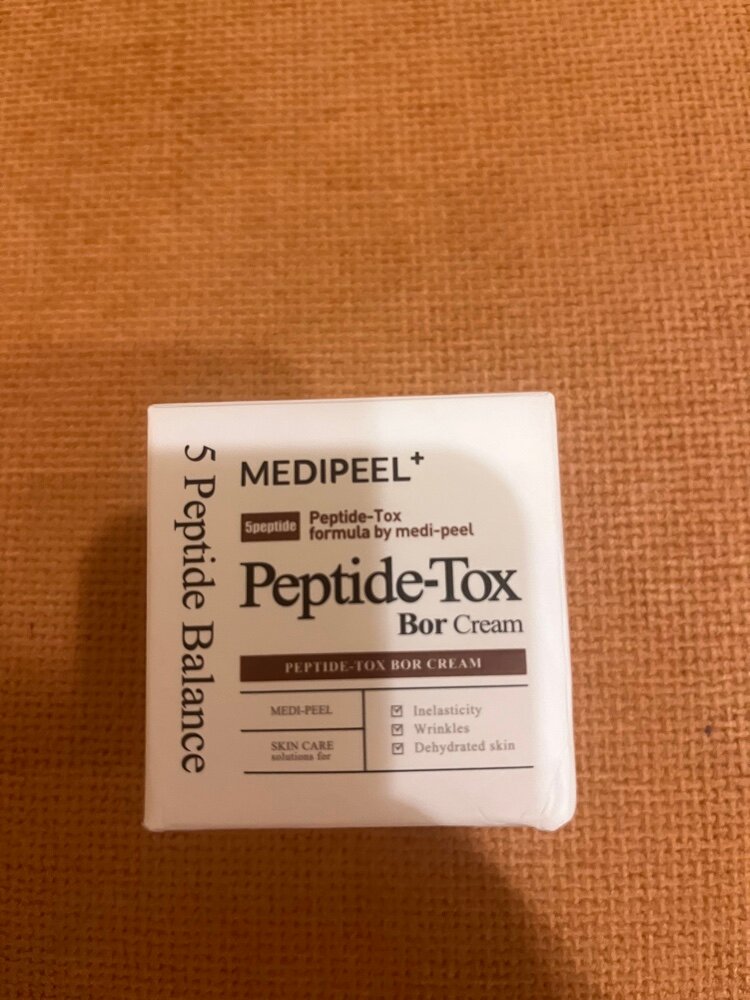 5 Peptide Balance
MEDIPEEL+
5peptide
Peptide-Tox
formula by medi-peel
Peptide-Tox
Bor Cream
PEPTIDE-TOX BOR CREAM
MEDI-PEEL
SKIN CARE
solutions for
Inelasticity
Wrinkles
Dehydrated skin